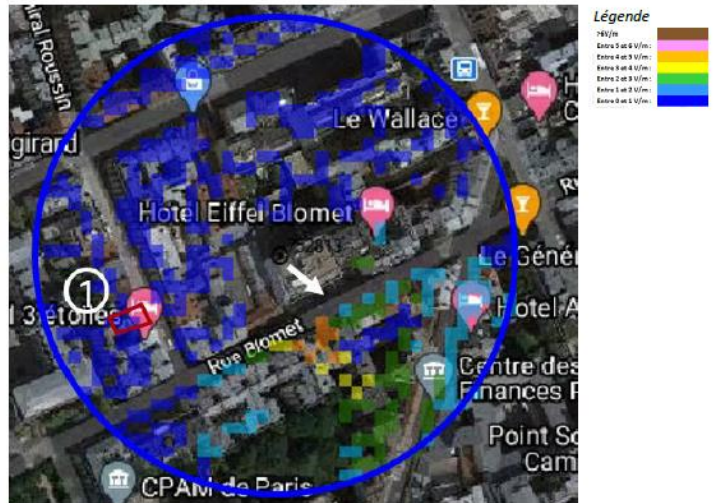 Légende
>6V/m
Entre 5 et 6 V/m:
Entre 4 et 5 V/m:
Entre 3 et 4 V/m:
Entre 2 et 3 V/m:
Entre 1 et 2 V/m:
Entre 0 et 1 V/m:
iral Roussin
girard
Le Wallace
H
C
Hotel Eiffel Blomet
R
Le Génér
1
l 3 étoiles
Hotel A
Rue Blomet
Centre des
Finances P
Point So
Cam
CPAM de Paris